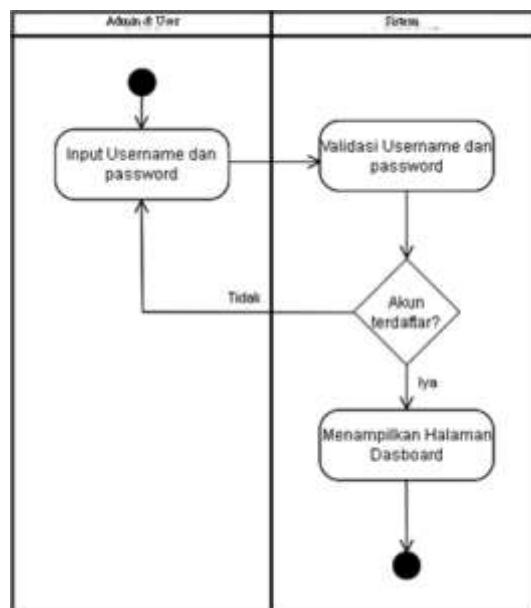 Admin & User
Sistem
Input Username dan
password
Validasi Username dan
password
Tidak
Akun
terdaftar?
Iya
Menampilkan Halaman
Dasboard